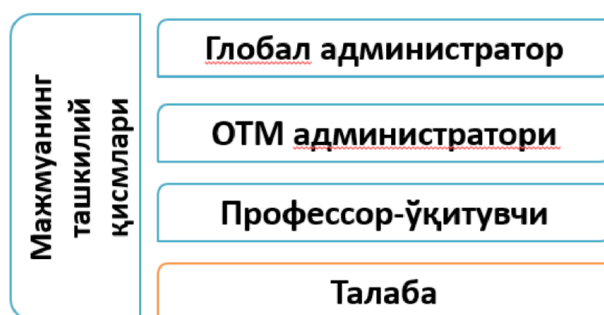 Мажмуанинг
ташкилий
қисмлари
Глобал администратор
ОТМ администратори
Профессор-ўқитувчи
Талаба